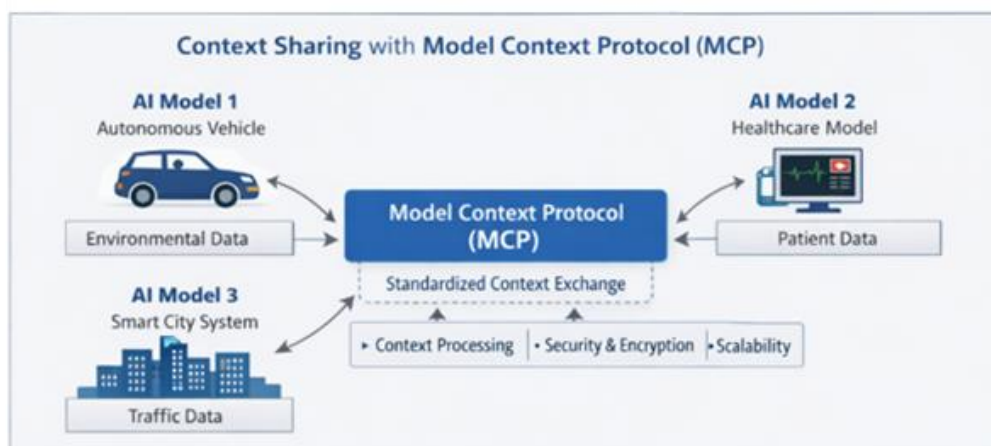 Context Sharing with Model Context Protocol (MCP)
AI Model 1
Autonomous Vehicle
Environmental Data
AI Model 2
Healthcare Model
Patient Data
Model Context Protocol
(MCP)
Standardized Context Exchange
▸ Context Processing
• Security & Encryption
• Scalability
AI Model 3
Smart City System
Traffic Data